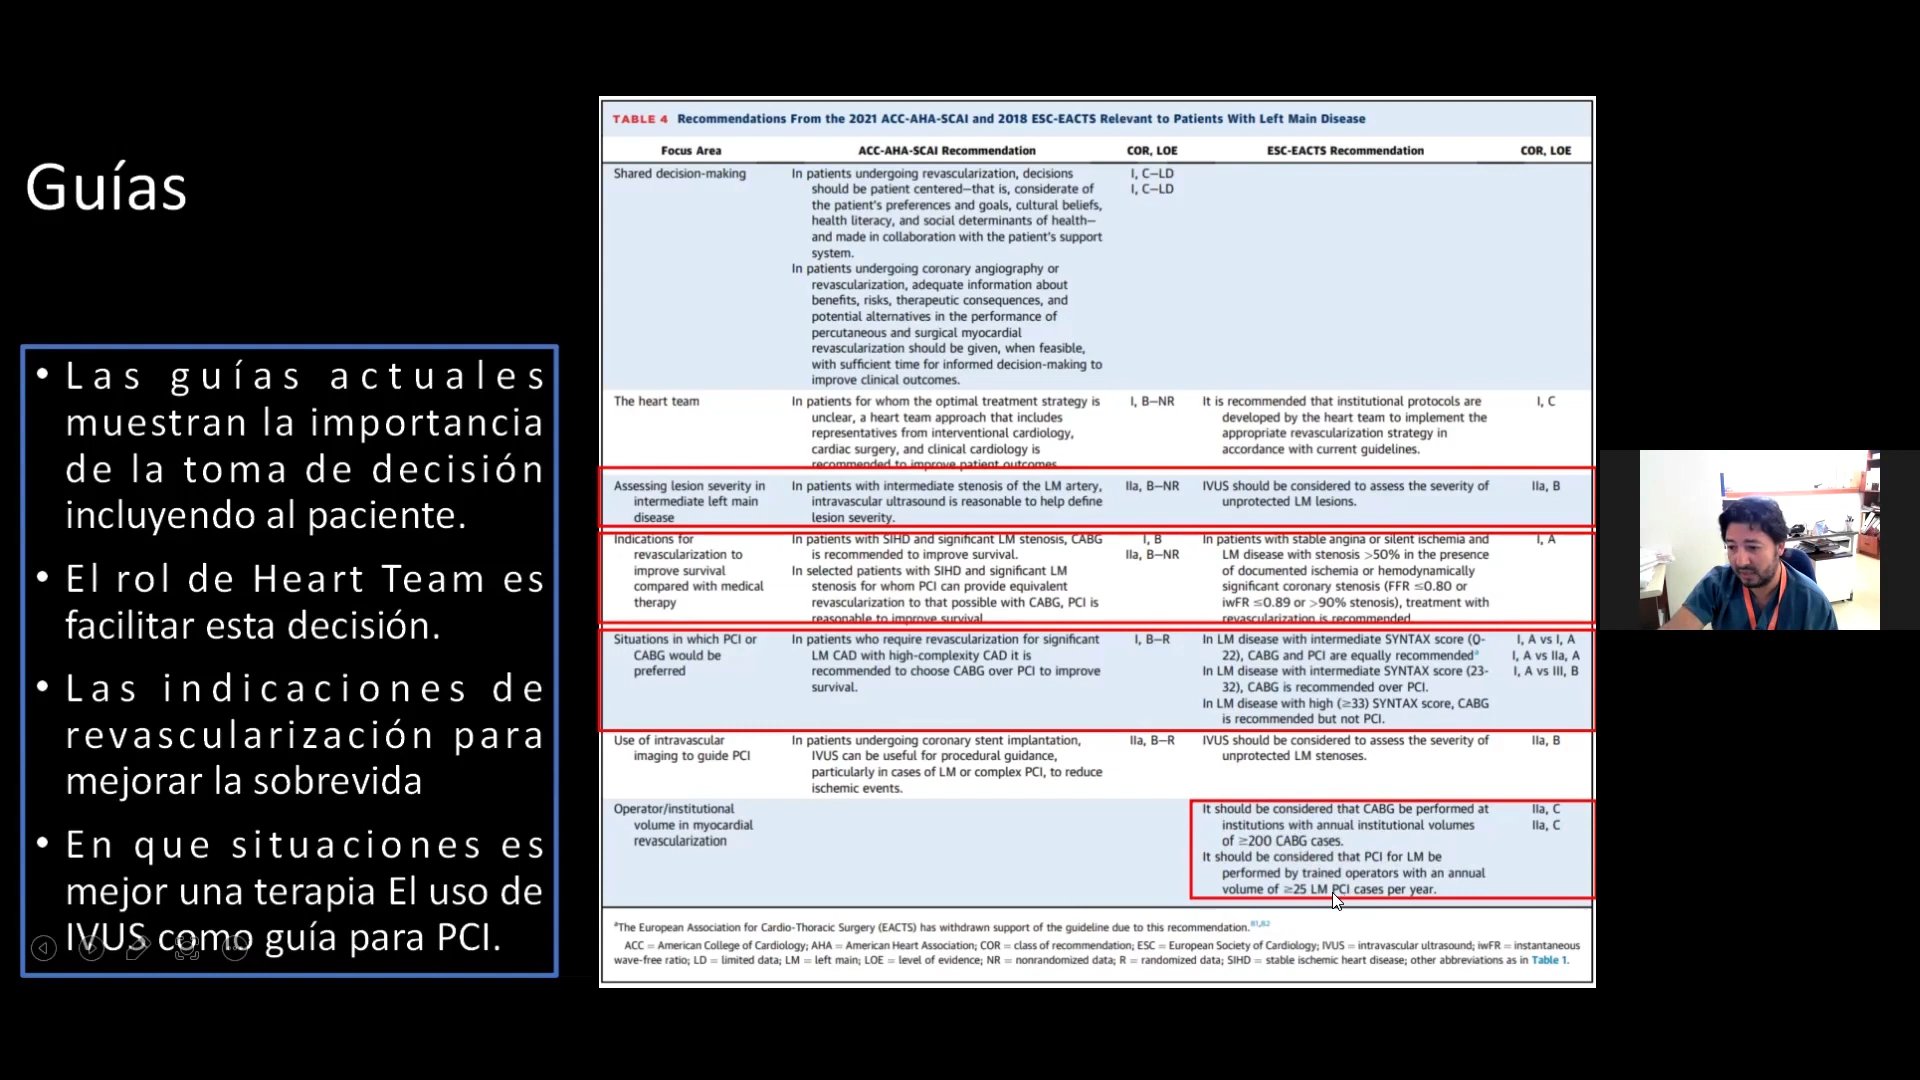 Guías
• Las guías actuales
muestran la importancia
de la toma de decisión
incluyendo al paciente.
• El rol de Heart Team es
facilitar esta decisión.
• Las indicaciones de
revascularización para
mejorar la sobrevida
• En que situaciones es
mejor una terapia El uso de
IVUS como guía para PCI.
TABLE 4 Recommendations From the 2021 ACC-AHA-SCAI and 2018 ESC-EACTS Relevant to Patients With Left Main Disease
Focus Area
ACC-AHA-SCAI Recommendation
COR, LOE
ESC-EACTS Recommendation
COR, LOE
Shared decision-making
In patients undergoing revascularization, decisions
should be patient centered—that is, considerate of
the patient's preferences and goals, cultural beliefs,
health literacy, and social determinants of health—
and made in collaboration with the patient's support
system.
In patients undergoing coronary angiography or
revascularization, adequate information about
benefits, risks, therapeutic consequences, and
potential alternatives in the performance of
percutaneous and surgical myocardial
revascularization should be given, when feasible,
with sufficient time for informed decision-making to
improve clinical outcomes.
I, C–LD
I, C–LD
The heart team
In patients for whom the optimal treatment strategy is
unclear, a heart team approach that includes
representatives from interventional cardiology,
cardiac surgery, and clinical cardiology is
recommended to improve patient outcomes.
I, B–NR
It is recommended that institutional protocols are
developed by the heart team to implement the
appropriate revascularization strategy in
accordance with current guidelines.
I, C
Assessing lesion severity in
intermediate left main
disease
In patients with intermediate stenosis of the LM artery,
intravascular ultrasound is reasonable to help define
lesion severity.
IIa, B–NR
IVUS should be considered to assess the severity of
unprotected LM lesions.
IIa, B
Indications for
revascularization to
improve survival
compared with medical
therapy
In patients with SIHD and significant LM stenosis, CABG
is recommended to improve survival.
In selected patients with SIHD and significant LM
stenosis for whom PCI can provide equivalent
revascularization to that possible with CABG, PCI is
reasonable to improve survival.
I, B
IIa, B–NR
In patients with stable angina or silent ischemia and
LM disease with stenosis >50% in the presence
of documented ischemia or hemodynamically
significant coronary stenosis (FFR ≤0.80 or
iwFR ≤0.89 or >90% stenosis), treatment with
revascularization is recommended.
I, A
Situations in which PCI or
CABG would be
preferred
In patients who require revascularization for significant
LM CAD with high-complexity CAD it is
recommended to choose CABG over PCI to improve
survival.
I, B–R
In LM disease with intermediate SYNTAX score (0-
22), CABG and PCI are equally recommendedᵃ
In LM disease with intermediate SYNTAX score (23-
32), CABG is recommended over PCI.
In LM disease with high (≥33) SYNTAX score, CABG
is recommended but not PCI.
I, A vs I, A
I, A vs IIa, A
I, A vs III, B
Use of intravascular
imaging to guide PCI
In patients undergoing coronary stent implantation,
IVUS can be useful for procedural guidance,
particularly in cases of LM or complex PCI, to reduce
ischemic events.
IIa, B–R
IVUS should be considered to assess the severity of
unprotected LM stenoses.
IIa, B
Operator/institutional
volume in myocardial
revascularization
It should be considered that CABG be performed at
institutions with annual institutional volumes
of ≥200 CABG cases.
It should be considered that PCI for LM be
performed by trained operators with an annual
volume of ≥25 LM PCI cases per year.
IIa, C
IIa, C
ᵃThe European Association for Cardio-Thoracic Surgery (EACTS) has withdrawn support of the guideline due to this recommendation.81,82
ACC = American College of Cardiology; AHA = American Heart Association; COR = class of recommendation; ESC = European Society of Cardiology; IVUS = intravascular ultrasound; iwFR = instantaneous
wave-free ratio; LD = limited data; LM = left main; LOE = level of evidence; NR = nonrandomized data; R = randomized data; SIHD = stable ischemic heart disease; other abbreviations as in Table 1.